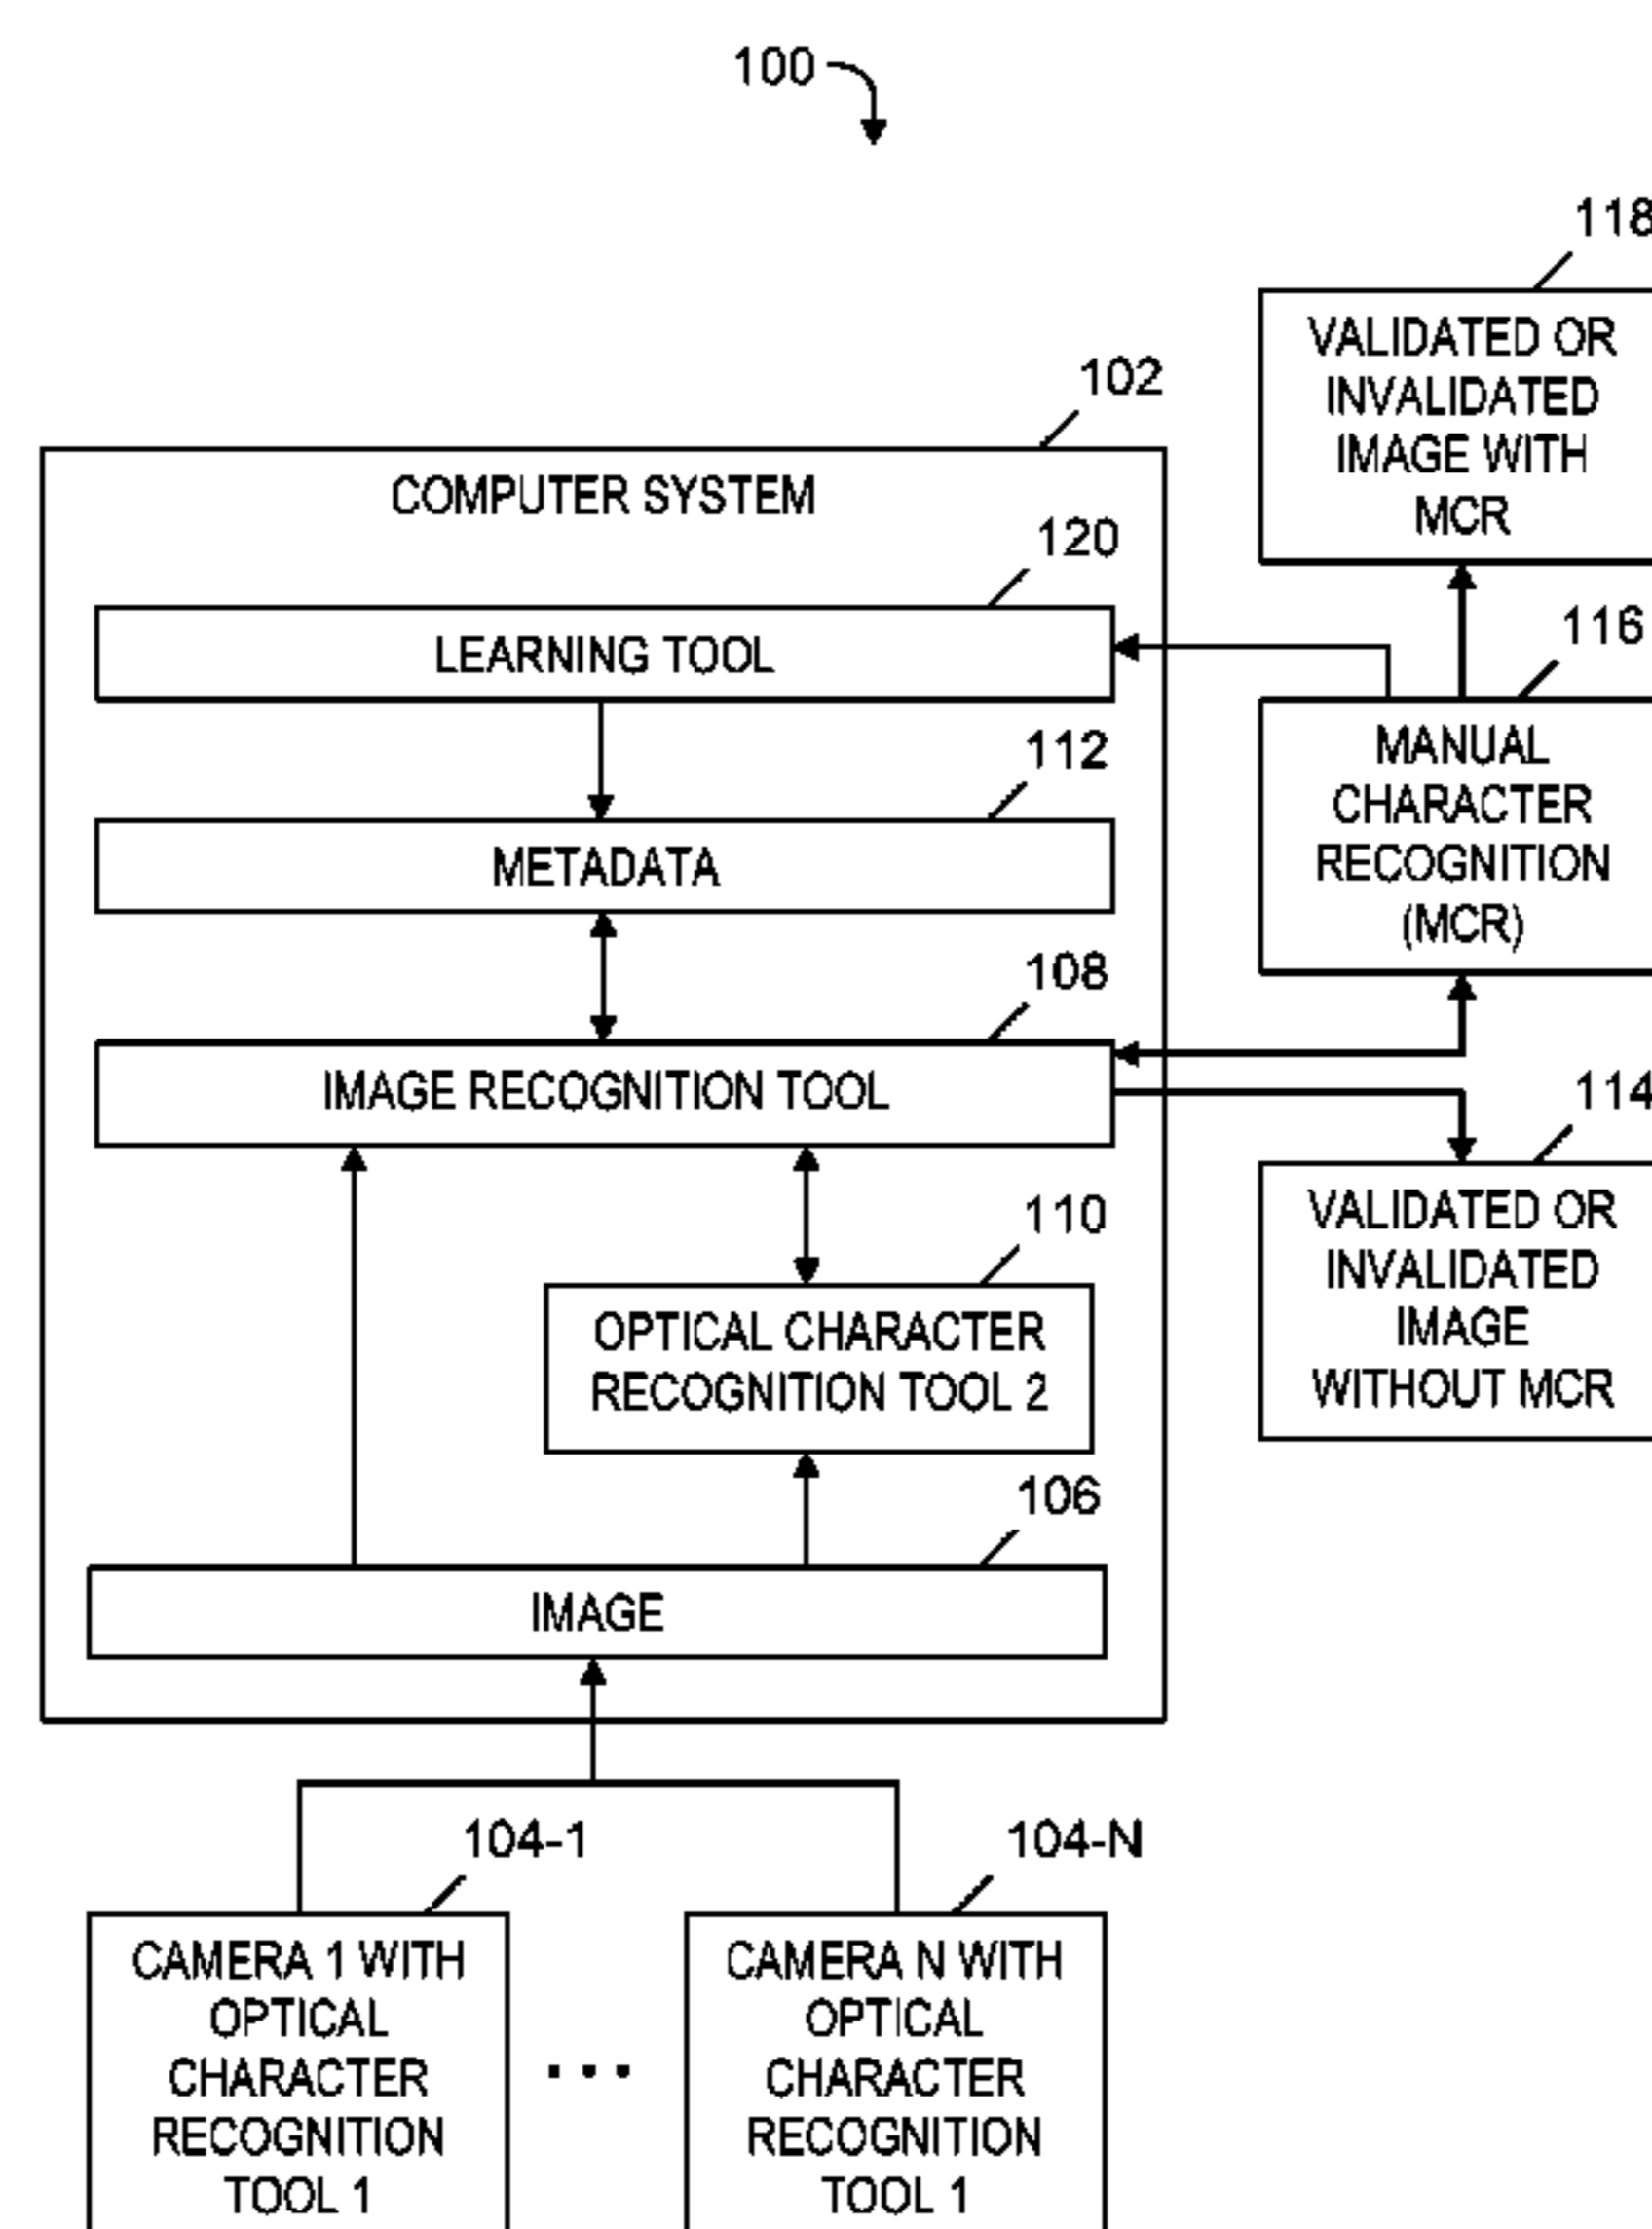 100
118
VALIDATED OR
INVALIDATED
IMAGE WITH
MCR
102
COMPUTER SYSTEM
120
LEARNING TOOL
116
MANUAL
CHARACTER
RECOGNITION
(MCR)
112
METADATA
108
IMAGE RECOGNITION TOOL
114
VALIDATED OR
INVALIDATED
IMAGE
WITHOUT MCR
110
OPTICAL CHARACTER
RECOGNITION TOOL 2
106
IMAGE
104-1
CAMERA 1 WITH
OPTICAL
CHARACTER
RECOGNITION
TOOL 1
...
104-N
CAMERA N WITH
OPTICAL
CHARACTER
RECOGNITION
TOOL 1